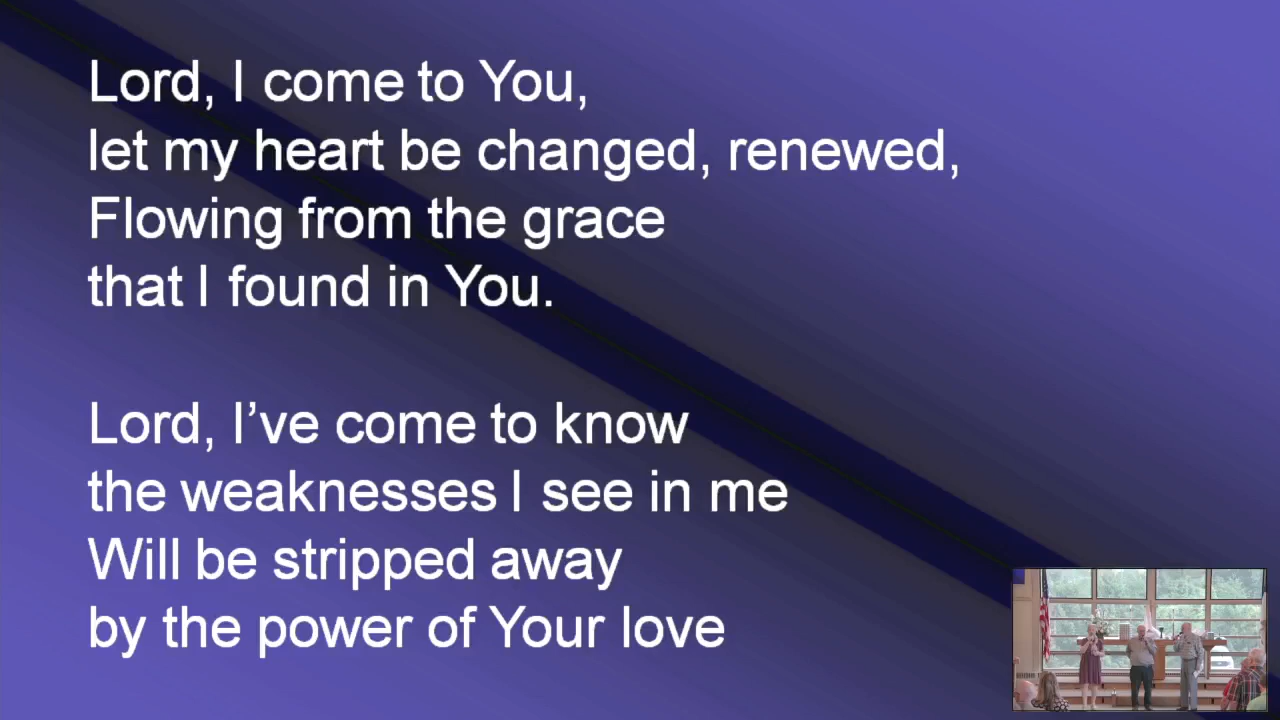 Lord, I come to You,
let my heart be changed, renewed,
Flowing from the grace
that I found in You.
Lord, I’ve come to know
the weaknesses I see in me
Will be stripped away
by the power of Your love